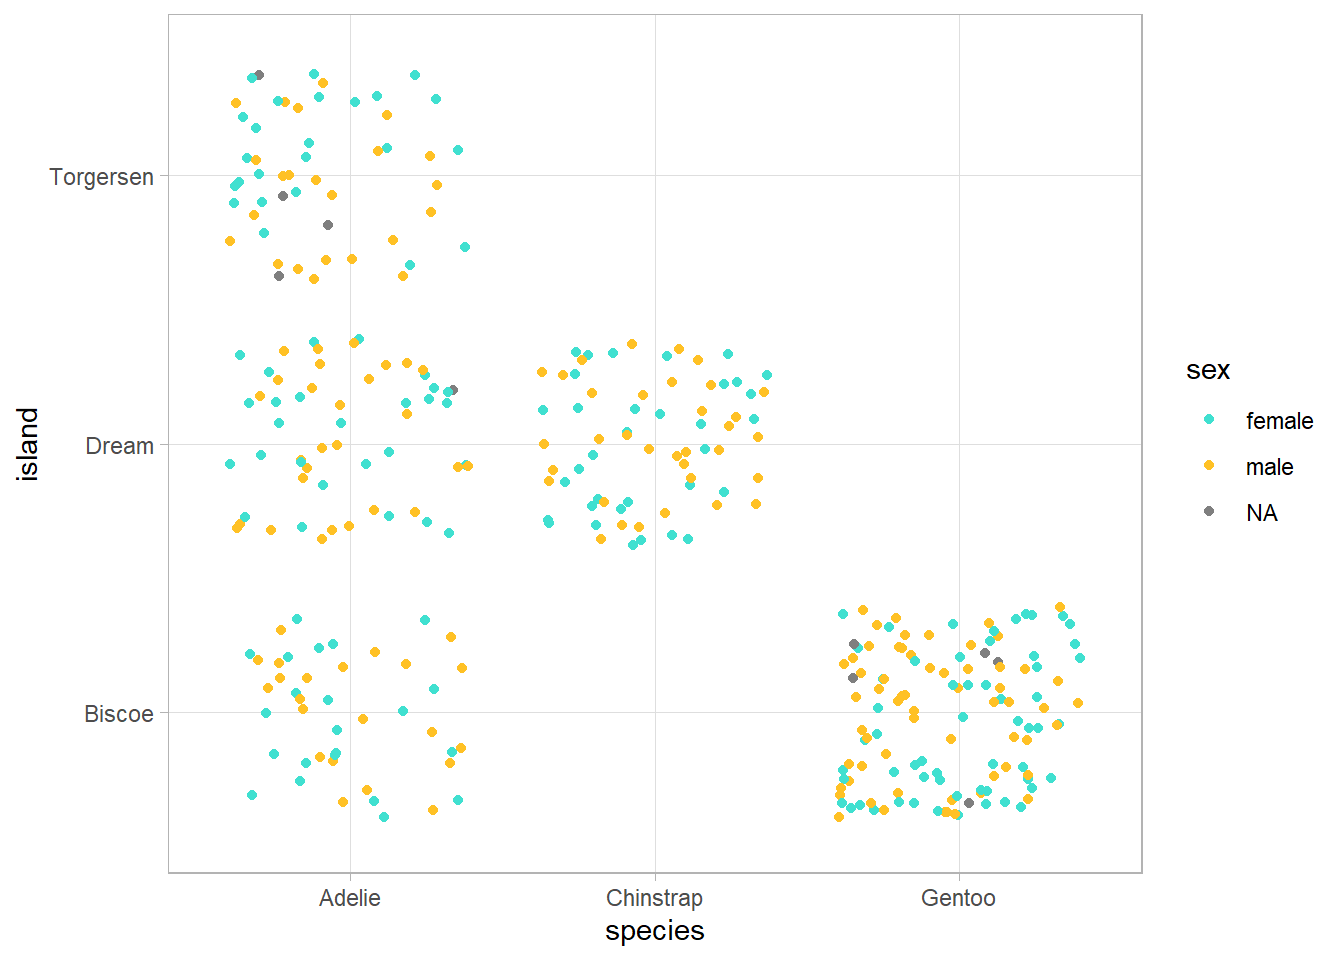 Torgersen
Dream
Biscoe
island
Adelie
Chinstrap
Gentoo
species
sex
female
male
NA